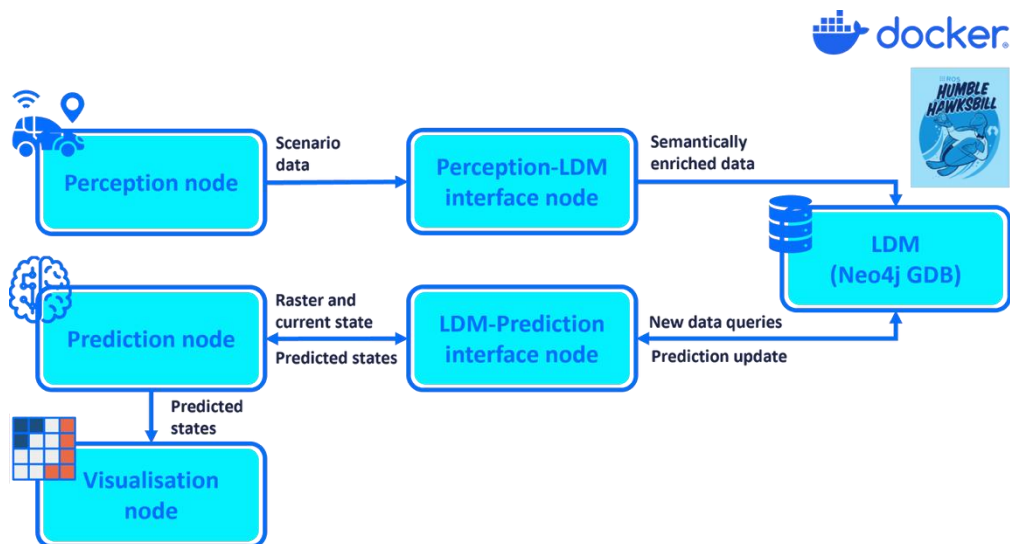 docker
ROS
HUMBLE
HAWKSBILL
Perception node
Scenario
data
Perception-LDM
interface node
Semantically
enriched data
LDM
(Neo4j GDB)
Prediction node
Raster and
current state
Predicted states
LDM-Prediction
interface node
New data queries
Prediction update
Predicted
states
Visualisation
node